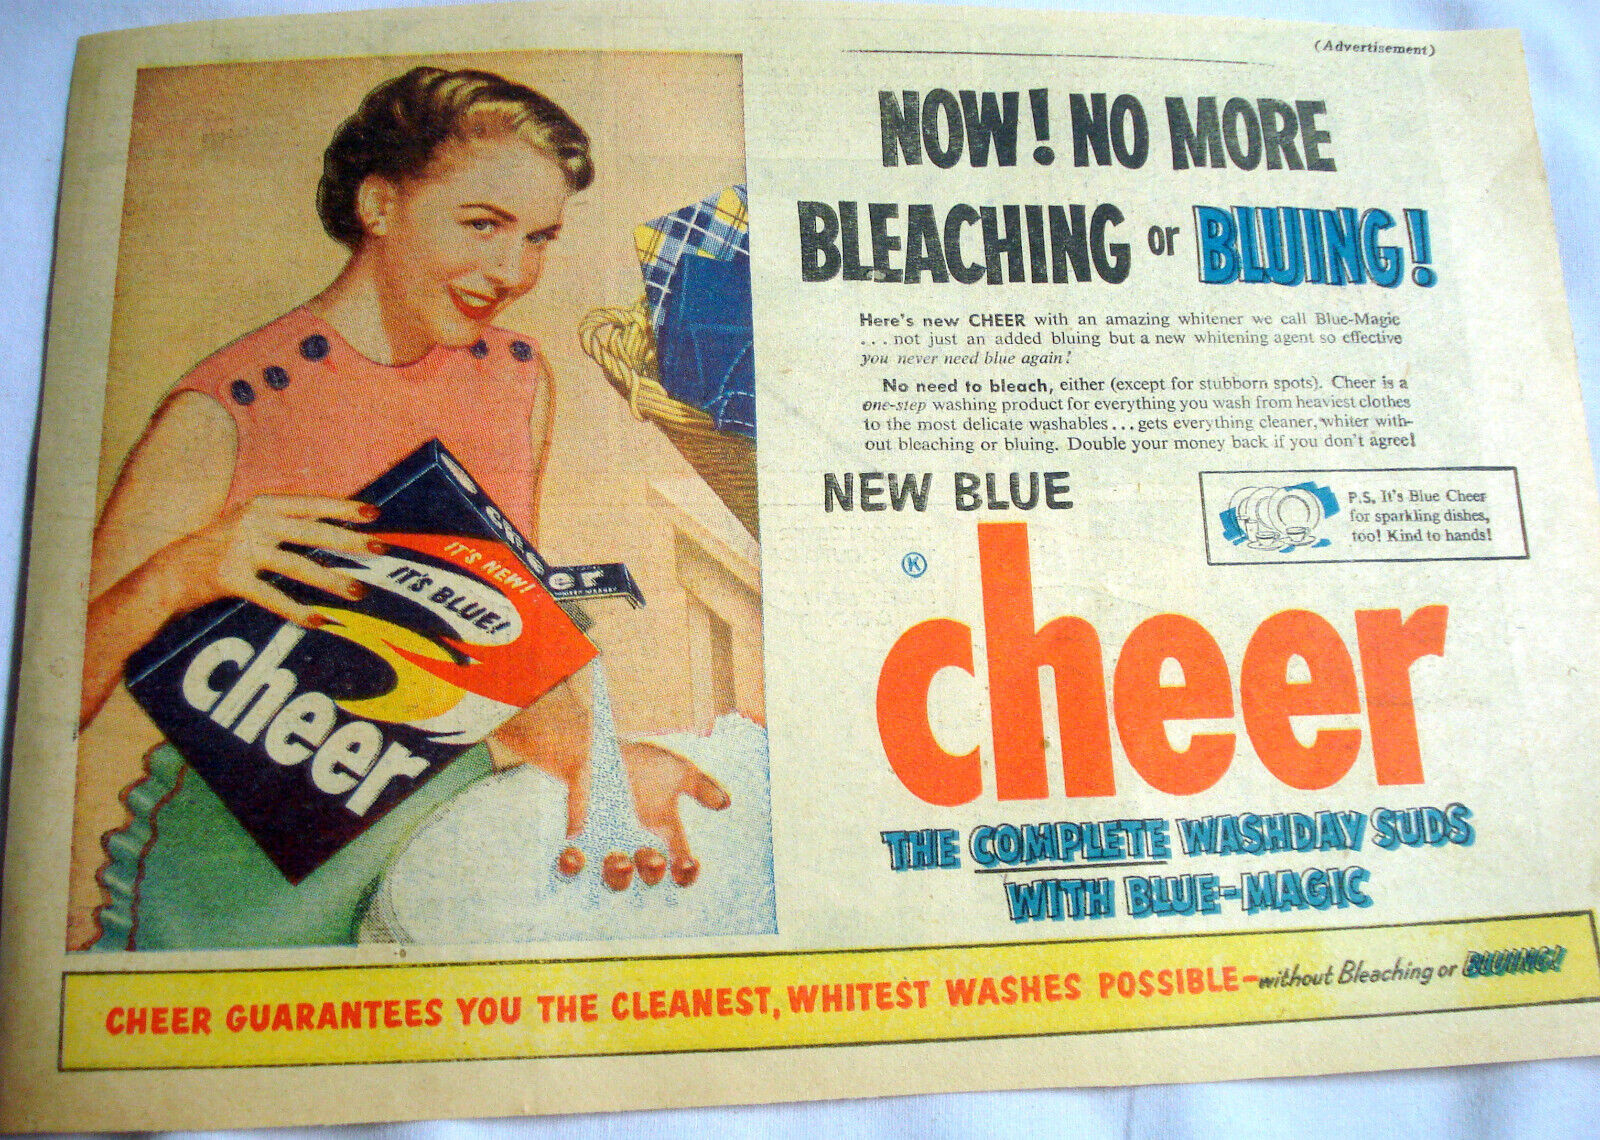 (Advertisement)
NOW! NO MORE
BLEACHING or BLUING!
Here's new CHEER with an amazing whitener we call Blue-Magic
... not just an added bluing but a new whitening agent so effective
you never need blue again!
No need to bleach, either (except for stubborn spots). Cheer is a
one-step washing product for everything you wash from heaviest clothes
to the most delicate washables... gets everything cleaner, whiter with-
out bleaching or bluing. Double your money back if you don't agree!
NEW BLUE
cheer
P.S. It's Blue Cheer
for sparkling dishes,
too! Kind to hands!
K
THE COMPLETE WASHDAY SUDS
WITH BLUE-MAGIC
cheer
cheer
IT'S NEW!
IT'S BLUE!
cheer
CHEER GUARANTEES YOU THE CLEANEST, WHITEST WASHES POSSIBLE-without Bleaching or BLUING!